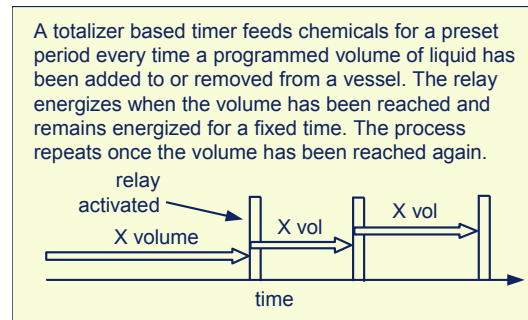 A totalizer based timer feeds chemicals for a preset
period every time a programmed volume of liquid has
been added to or removed from a vessel. The relay
energizes when the volume has been reached and
remains energized for a fixed time. The process
repeats once the volume has been reached again.
relay
activated
X volume
X vol
X vol
time